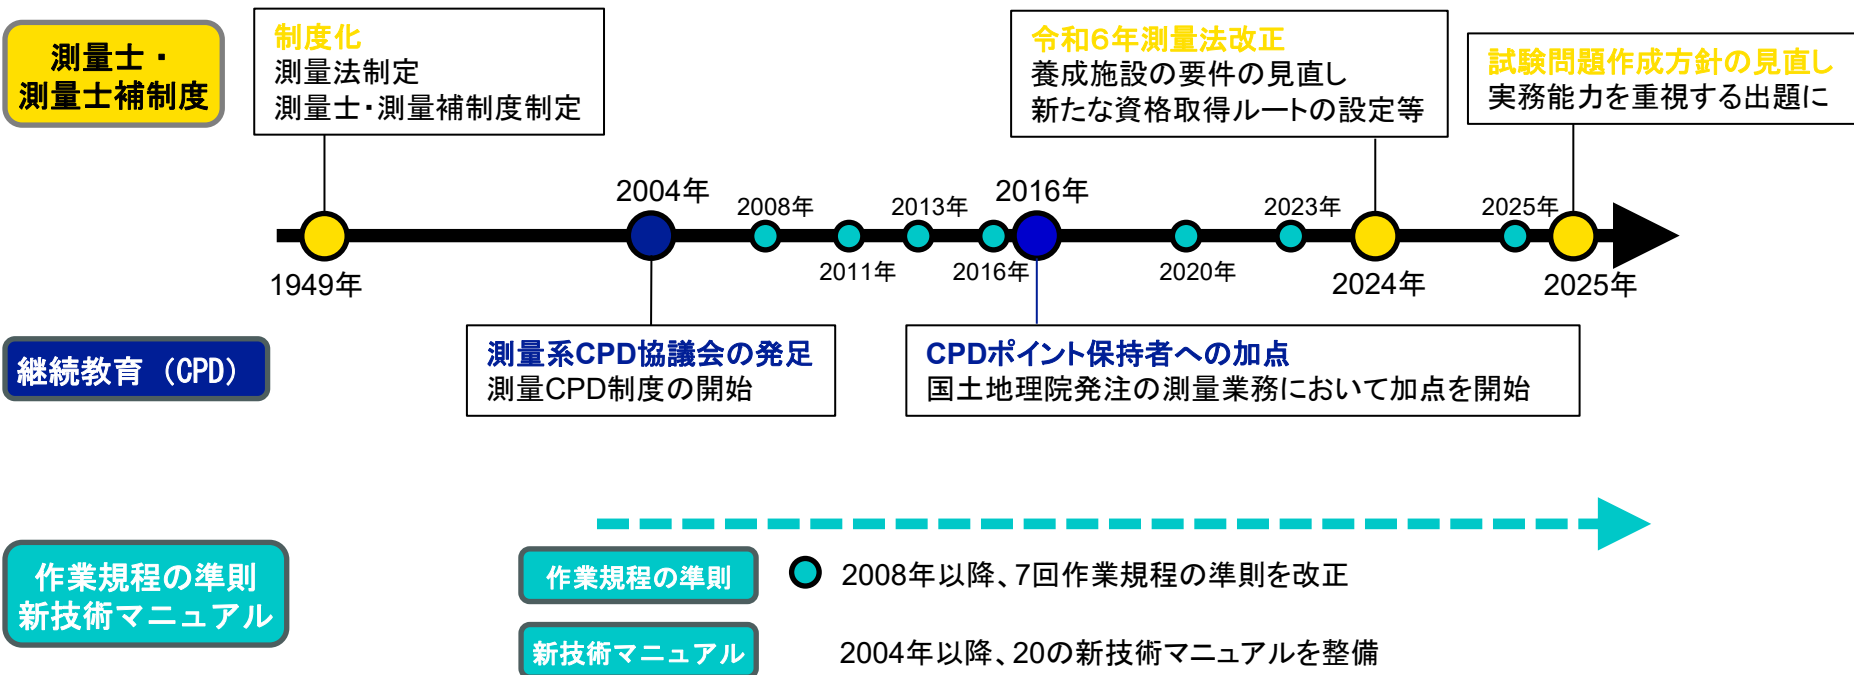 測量士・
測量士補制度
制度化
測量法制定
測量士・測量補制度制定
令和6年測量法改正
養成施設の要件の見直し
新たな資格取得ルートの設定等
試験問題作成方針の見直し
実務能力を重視する出題に
2004年
2008年
2013年
2016年
2023年
2025年
1949年
2011年
2016年
2020年
2024年
2025年
継続教育（CPD）
測量系CPD協議会の発足
測量CPD制度の開始
CPDポイント保持者への加点
国土地理院発注の測量業務において加点を開始
作業規程の準則
新技術マニュアル
作業規程の準則
2008年以降、7回作業規程の準則を改正
新技術マニュアル
2004年以降、20の新技術マニュアルを整備